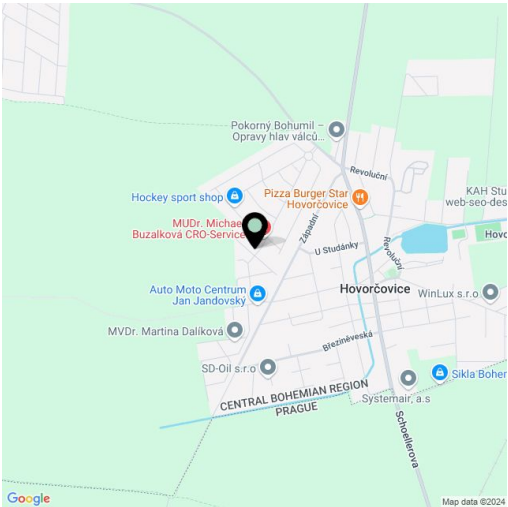 Pokorný Bohumil –
Opravy hlav válců...
Revoluční
Hockey sport shop
Pizza Burger Star
Hovorčovice
KAH Stu
web-seo-des
MUDr. Michae
Buzalková CRO-Service
Západní
U Studánky
Revoluční
Hovo
Auto Moto Centrum
Jan Jandovský
Hovorčovice
WinLux s.r.o
MVDr. Martina Dalíková
Březiněveská
SD-Oil s.r.o
Sikla Bohem
CENTRAL BOHEMIAN REGION
PRAGUE
Systemair, a.s
Schoellerova
Google
Map data ©2024